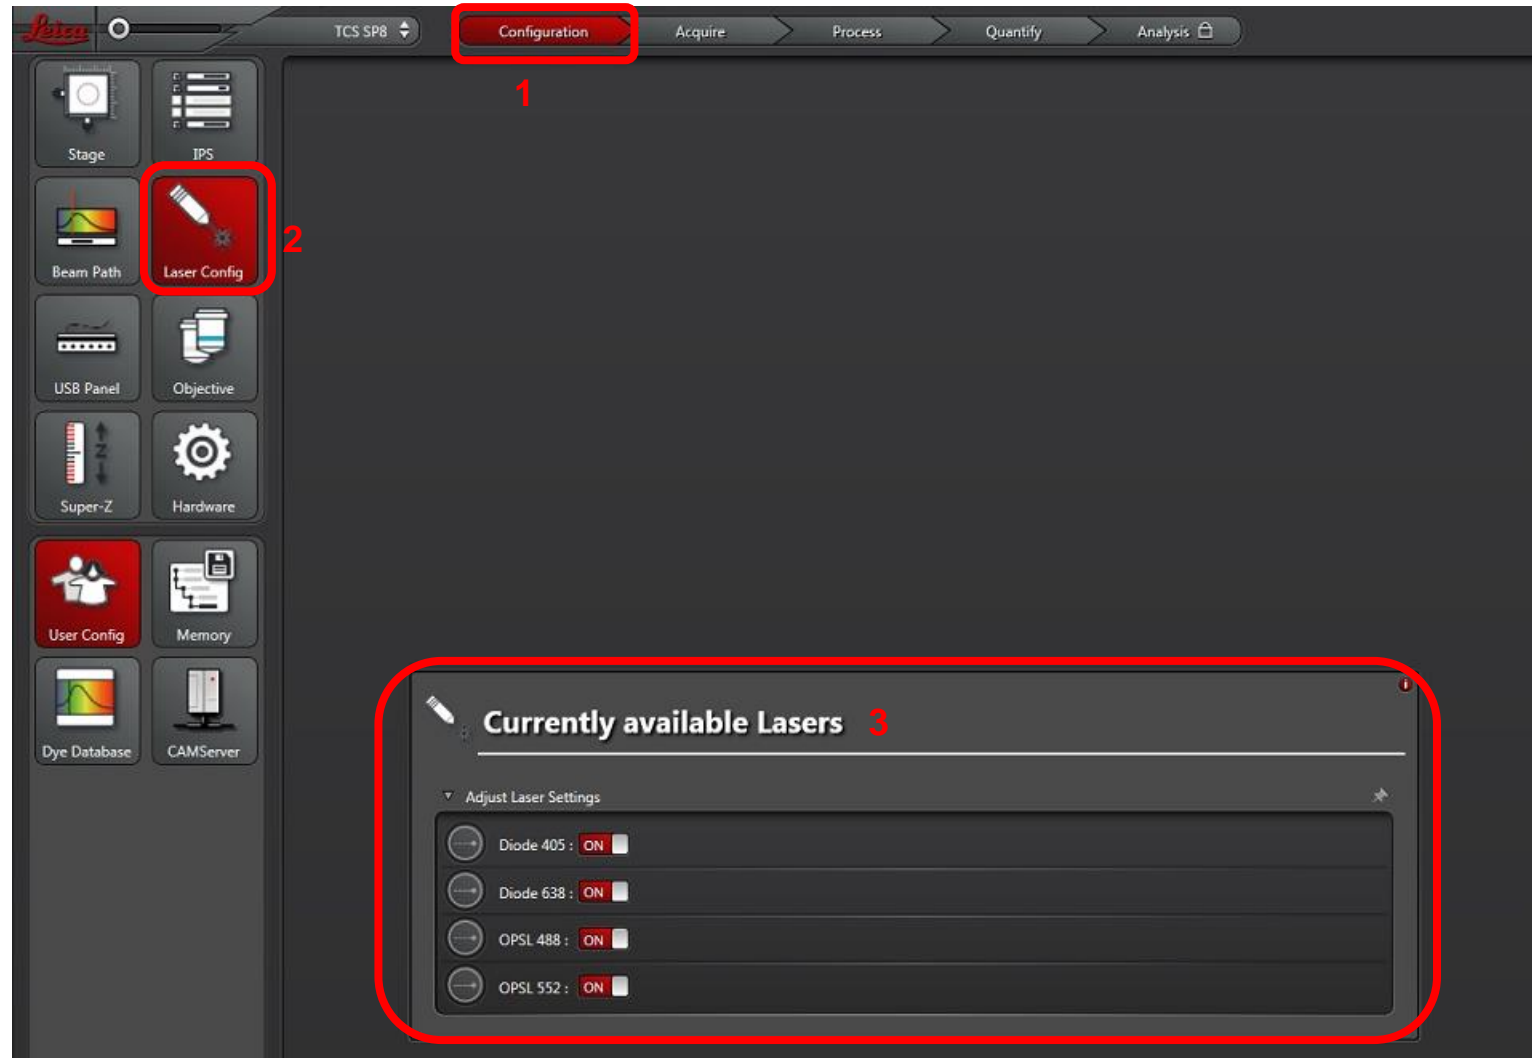 Leica
TCS SP8
Configuration
Acquire
Process
Quantify
Analysis
1
Stage
IPS
Beam Path
Laser Config
2
USB Panel
Objective
Z
Super-Z
Hardware
User Config
Memory
Dye Database
CAMServer
Currently available Lasers 3
Adjust Laser Settings
Diode 405 : ON
Diode 638 : ON
OPSL 488 : ON
OPSL 552 : ON